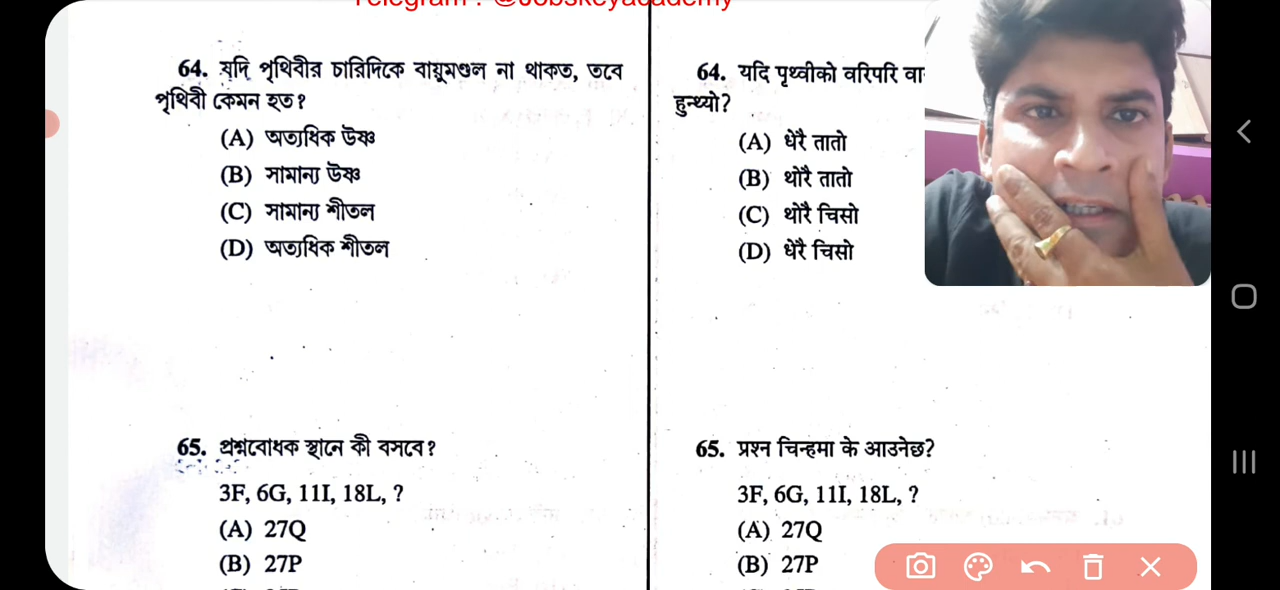 Telegram : @Jobskeyacademy
64. যদি পৃথিবীর চারিদিকে বায়ুমণ্ডল না থাকত, তবে
পৃথিবী কেমন হত?
(A) অত্যধিক উষ্ণ
(B) সামান্য উষ্ণ
(C) সামান্য শীতল
(D) অত্যধিক শীতল
65. প্রশ্নবোধক স্থানে কী বসবে?
3F, 6G, 11I, 18L, ?
(A) 27Q
(B) 27P
64. यदि पृथ्वीको वरिपरि वा
हुन्थ्यो?
(A) धेरै तातो
(B) थोरै तातो
(C) थोरै चिसो
(D) धेरै चिसो
65. प्रश्न चिन्हमा के आउनेछ?
3F, 6G, 11I, 18L, ?
(A) 27Q
(B) 27P